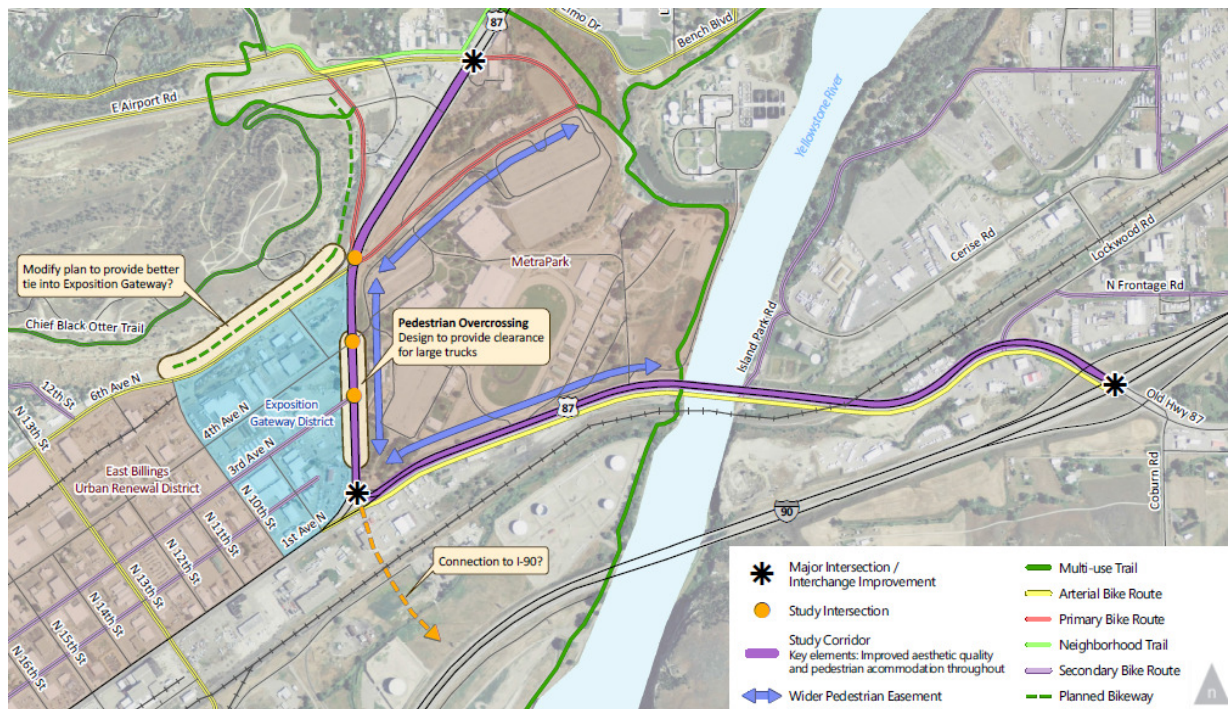 87
Bench Blvd
E Airport Rd
Yellowstone River
Modify plan to provide better
tie into Exposition Gateway?
MetraPark
Cerise Rd
Lockwood Rd
N Frontage Rd
Chief Black Otter Trail
Pedestrian Overcrossing
Design to provide clearance
for large trucks
Island Park Rd
12th St
6th Ave N
N 13th St
4th Ave N
Exposition
Gateway District
3rd Ave N
87
Old Hwy 87
East Billings
Urban Renewal District
N 10th St
1st Ave N
N 11th St
N 12th St
N 13th St
N 14th St
N 15th St
N 16th St
Coburn Rd
90
Connection to I-90?
Major Intersection /
Interchange Improvement
Study Intersection
Study Corridor
Key elements: Improved aesthetic quality
and pedestrian acommodation throughout
Wider Pedestrian Easement
Multi-use Trail
Arterial Bike Route
Primary Bike Route
Neighborhood Trail
Secondary Bike Route
Planned Bikeway
n